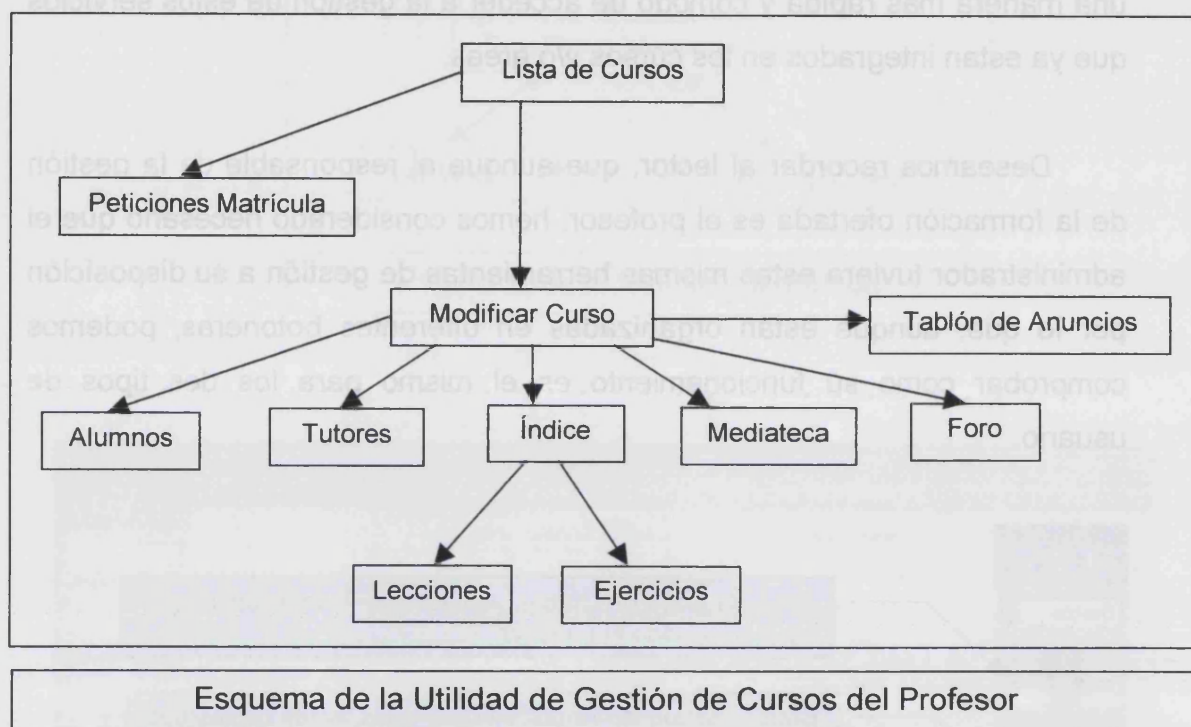 Lista de Cursos
Peticiones Matrícula
Modificar Curso
Tablón de Anuncios
Alumnos
Tutores
Índice
Mediateca
Foro
Lecciones
Ejercicios
Esquema de la Utilidad de Gestión de Cursos del Profesor
una manera más rápida y cómodo de acceder a la gestión de estos servicios
que ya estan integrados en los cursos y/o areas.
Deseamos recordar al lector, que aunque el responsable de la gestión
de la formación ofertada es el profesor, hemos considerado necesario que el
administrador tuviera estas mismas herramientas de gestión a su disposición
por lo cual aunque están organizadas en diferentes botoneras, podemos
comprobar como su funcionamiento es el mismo para los dos tipos de
usuario.